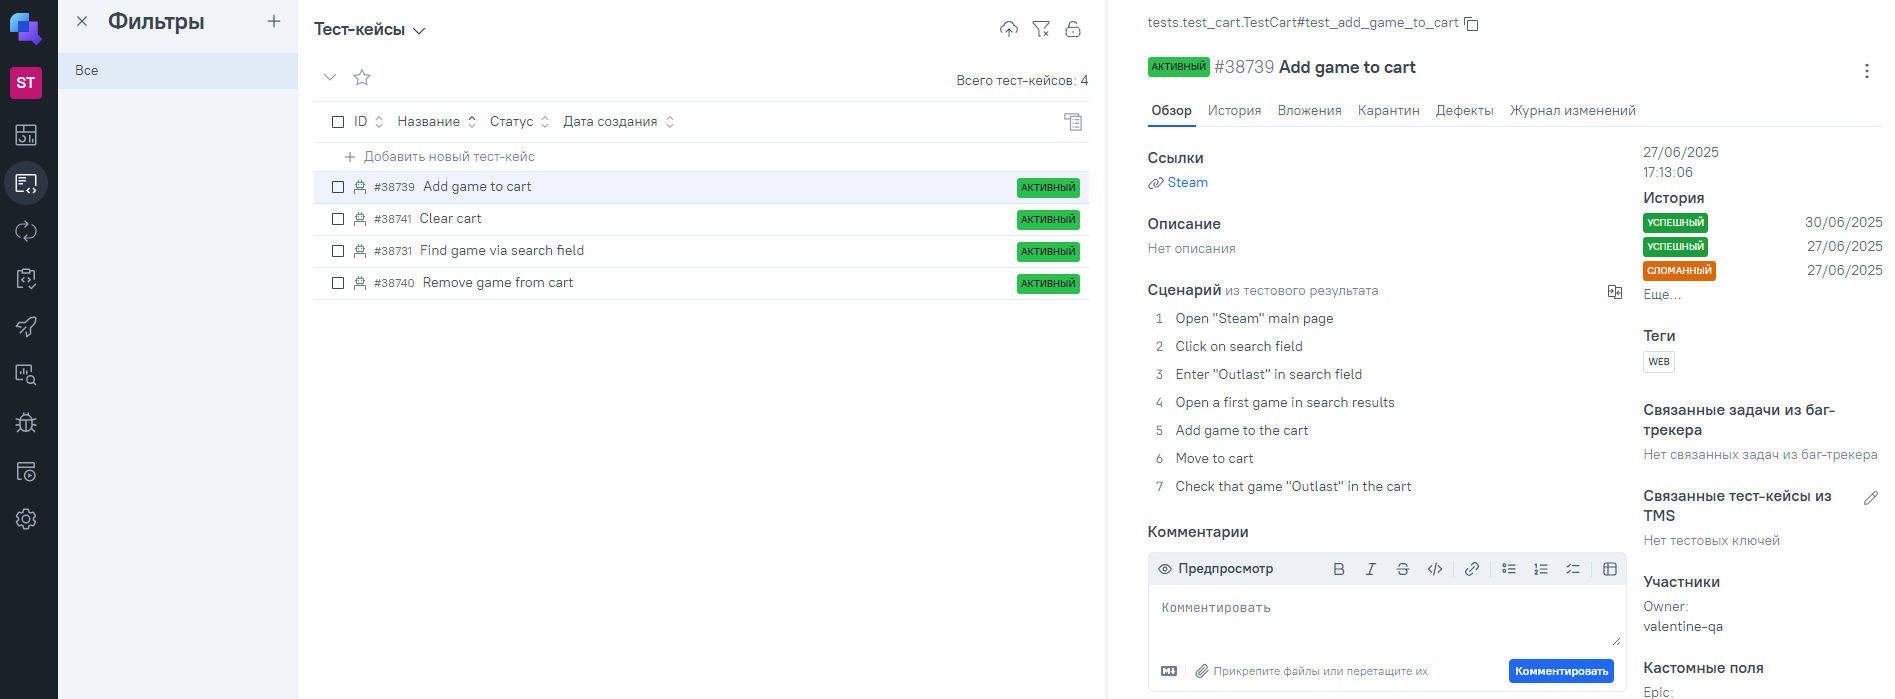 ST
Фильтры
Все
Тест-кейсы
Всего тест-кейсов: 4
ID Название Статус Дата создания
Добавить новый тест-кейс
#38739 Add game to cart АКТИВНЫЙ
#38741 Clear cart АКТИВНЫЙ
#38731 Find game via search field АКТИВНЫЙ
#38740 Remove game from cart АКТИВНЫЙ
tests.test_cart.TestCart#test_add_game_to_cart
АКТИВНЫЙ #38739 Add game to cart
Обзор История Вложения Карантин Дефекты Журнал изменений
Ссылки
Steam
Описание
Нет описания
Сценарий из тестового результата
1 Open "Steam" main page
2 Click on search field
3 Enter "Outlast" in search field
4 Open a first game in search results
5 Add game to the cart
6 Move to cart
7 Check that game "Outlast" in the cart
Комментарии
Предпросмотр
Комментировать
Прикрепите файлы или перетащите их
Комментировать
27/06/2025
17:13:06
История
УСПЕШНЫЙ 30/06/2025
УСПЕШНЫЙ 27/06/2025
СЛОМАННЫЙ 27/06/2025
Еще...
Теги
WEB
Связанные задачи из баг-
трекера
Нет связанных задач из баг-трекера
Связанные тест-кейсы из
TMS
Нет тестовых ключей
Участники
Owner:
valentine-qa
Кастомные поля
Epic: